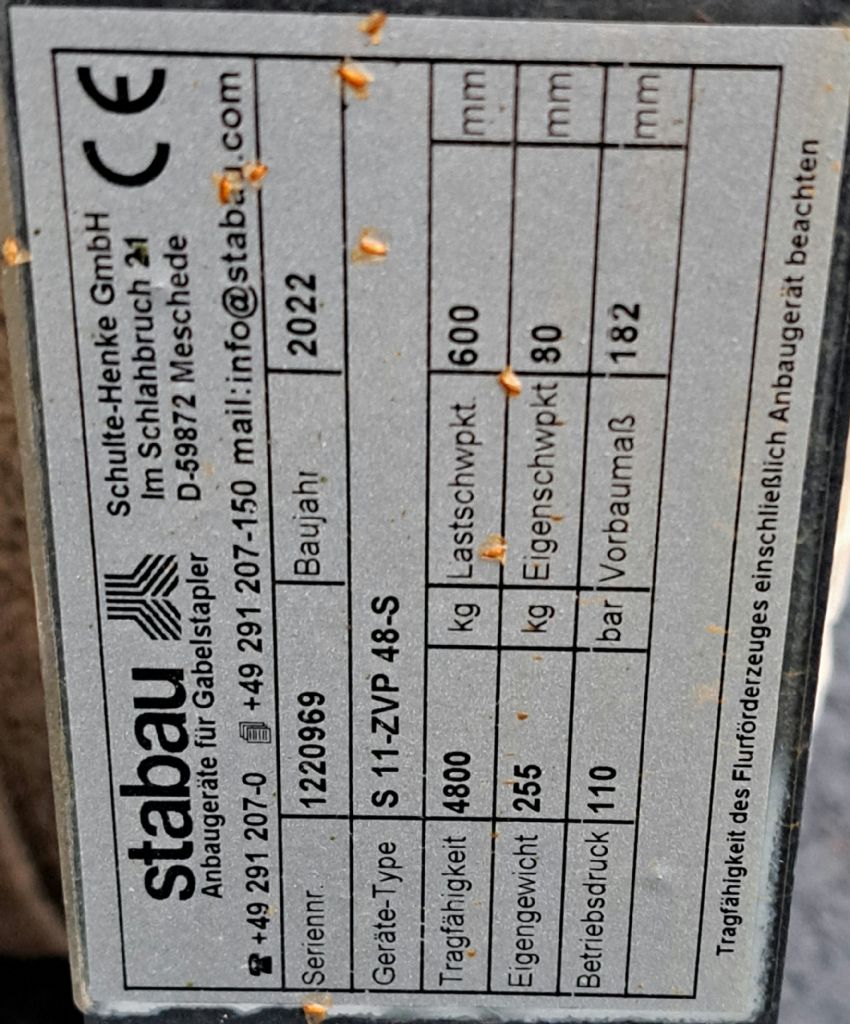 stabau
Anbaugeräte für Gabelstapler
Schulte-Henke GmbH
Im Schlahbruch 21
D-59872 Meschede
CE
+49 291 207-0 +49 291 207-150 mail:info@stabau.com
Seriennr. 1220969 Baujahr 2022
Geräte-Type S 11-ZVP 48-S
Tragfähigkeit 4800 kg Lastschwpkt. 600 mm
Eigengewicht 255 kg Eigenschwpkt 80 mm
Betriebsdruck 110 bar Vorbaumaß 182 mm
Tragfähigkeit des Flurförderzeuges einschließlich Anbaugerät beachten